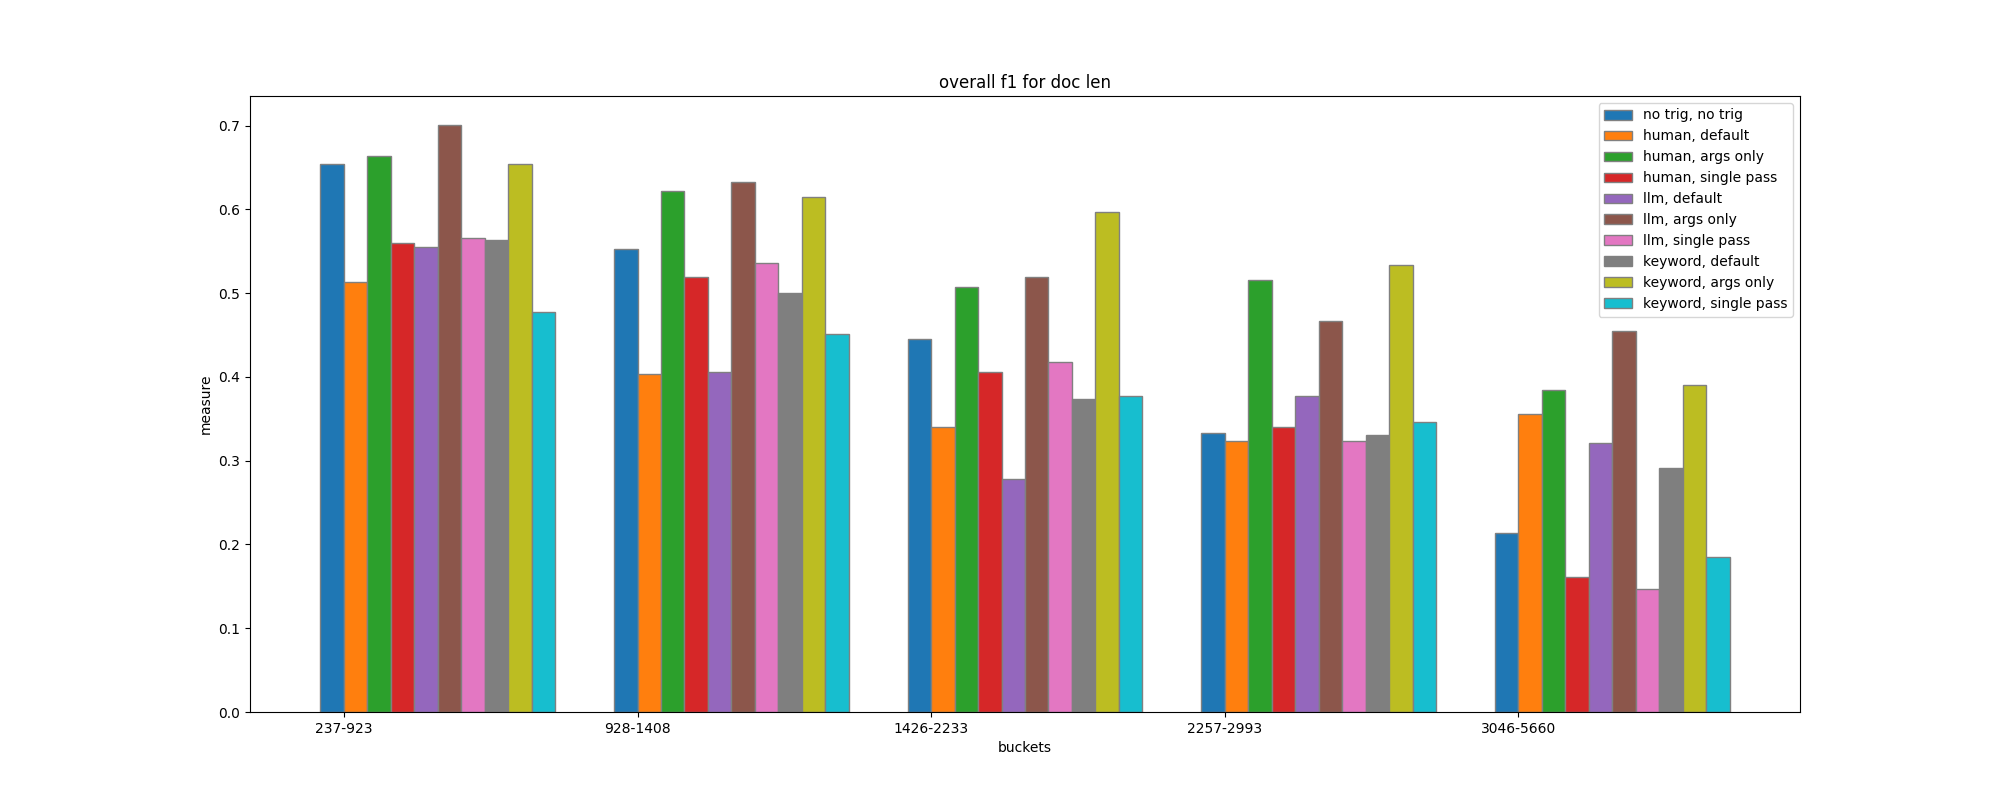 overall f1 for doc len
0.7
0.6
0.5
0.4
0.3
0.2
0.1
0.0
measure
no trig, no trig
human, default
human, args only
human, single pass
llm, default
llm, args only
llm, single pass
keyword, default
keyword, args only
keyword, single pass
237-923
928-1408
1426-2233
2257-2993
3046-5660
buckets